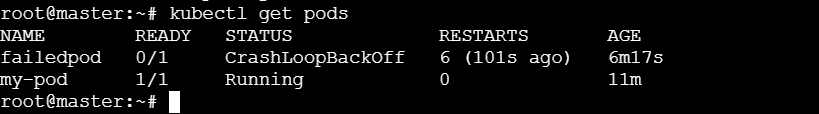 root@master:~# kubectl get pods
NAME        READY   STATUS             RESTARTS       AGE
failedpod   0/1     CrashLoopBackOff   6 (101s ago)   6m17s
my-pod      1/1     Running            0              11m
root@master:~#